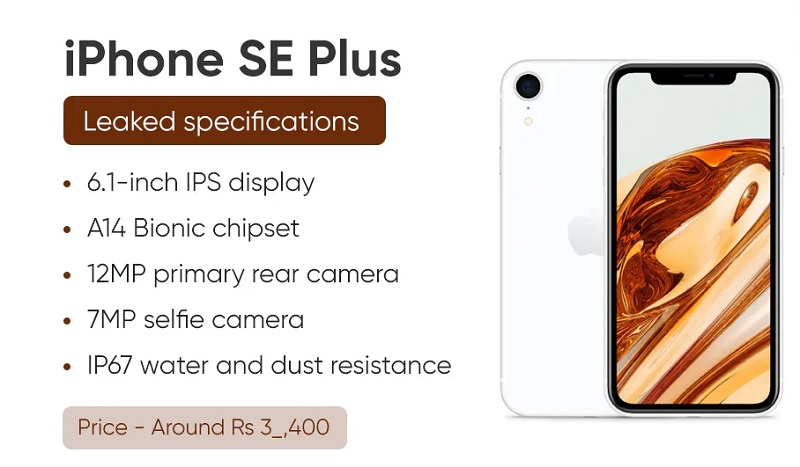 iPhone SE Plus
Leaked specifications
• 6.1-inch IPS display
• A14 Bionic chipset
• 12MP primary rear camera
• 7MP selfie camera
• IP67 water and dust resistance
Price - Around Rs 3_,400